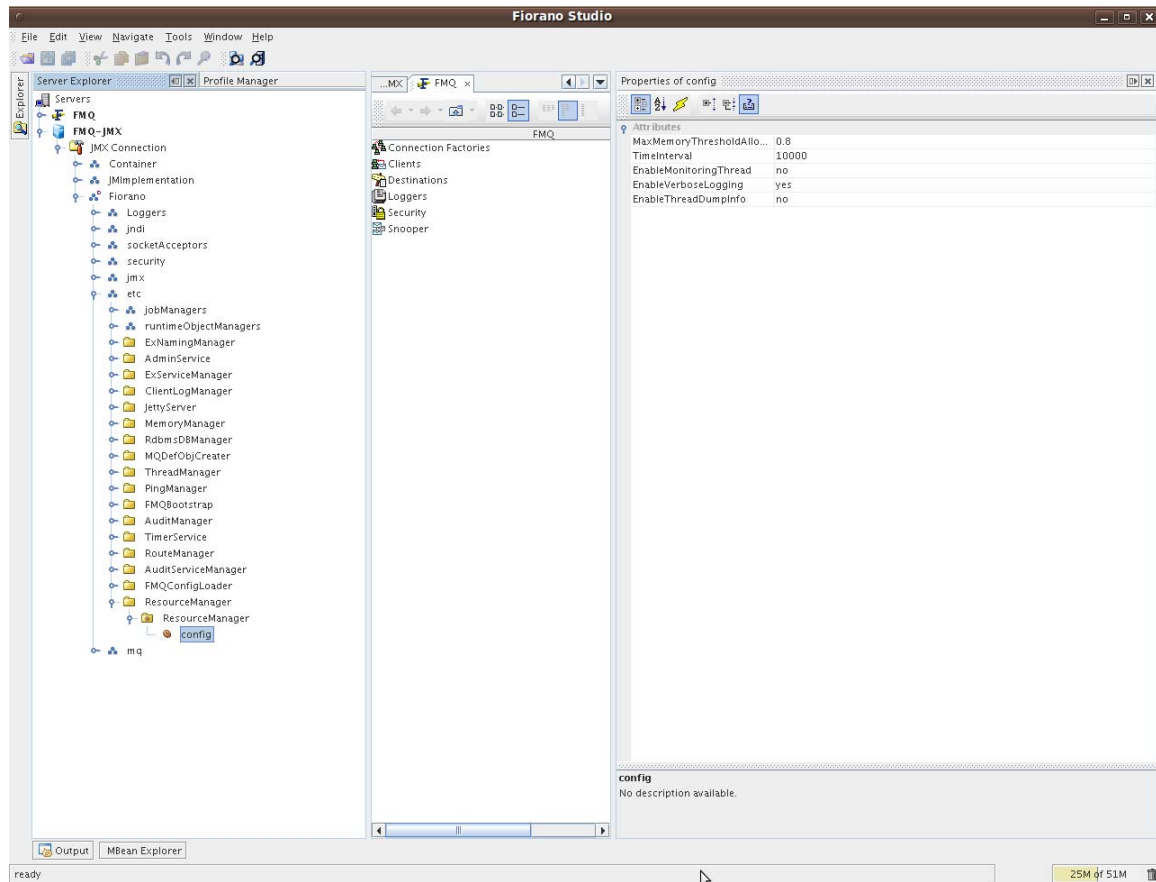 Fiorano Studio
File Edit View Navigate Tools Window Help
Explorer
Server Explorer
Profile Manager
Servers
FMQ
FMQ-JMX
JMX Connection
Container
JMImplementation
Fiorano
Loggers
jndi
socketAcceptors
security
jmx
etc
jobManagers
runtimeObjectManagers
ExNamingManager
AdminService
ExServiceManager
ClientLogManager
JettyServer
MemoryManager
RdbmsDBManager
MQDefObjCreater
ThreadManager
PingManager
FMQBootstrap
AuditManager
TimerService
RouteManager
AuditServiceManager
FMQConfigLoader
ResourceManager
ResourceManager
config
mq
...MX FMQ
FMQ
Connection Factories
Clients
Destinations
Loggers
Security
Snooper
Properties of config
Attributes
MaxMemoryThresholdAllo... 0.8
TimeInterval 10000
EnableMonitoringThread no
EnableVerboseLogging yes
EnableThreadDumpInfo no
config
No description available.
Output MBean Explorer
ready
25M of 51M